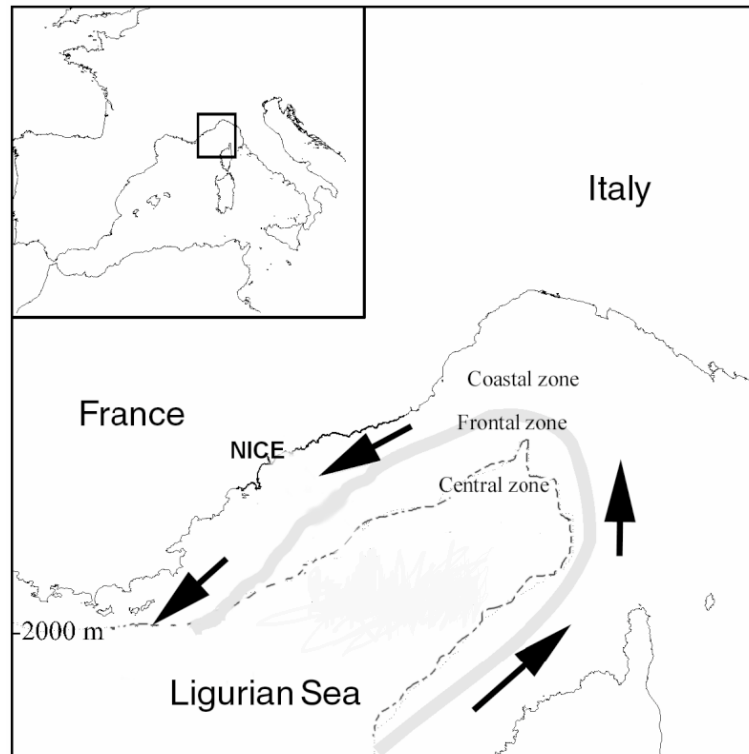 Italy
Coastal zone
France
Frontal zone
NICE
Central zone
-2000 m
Ligurian Sea